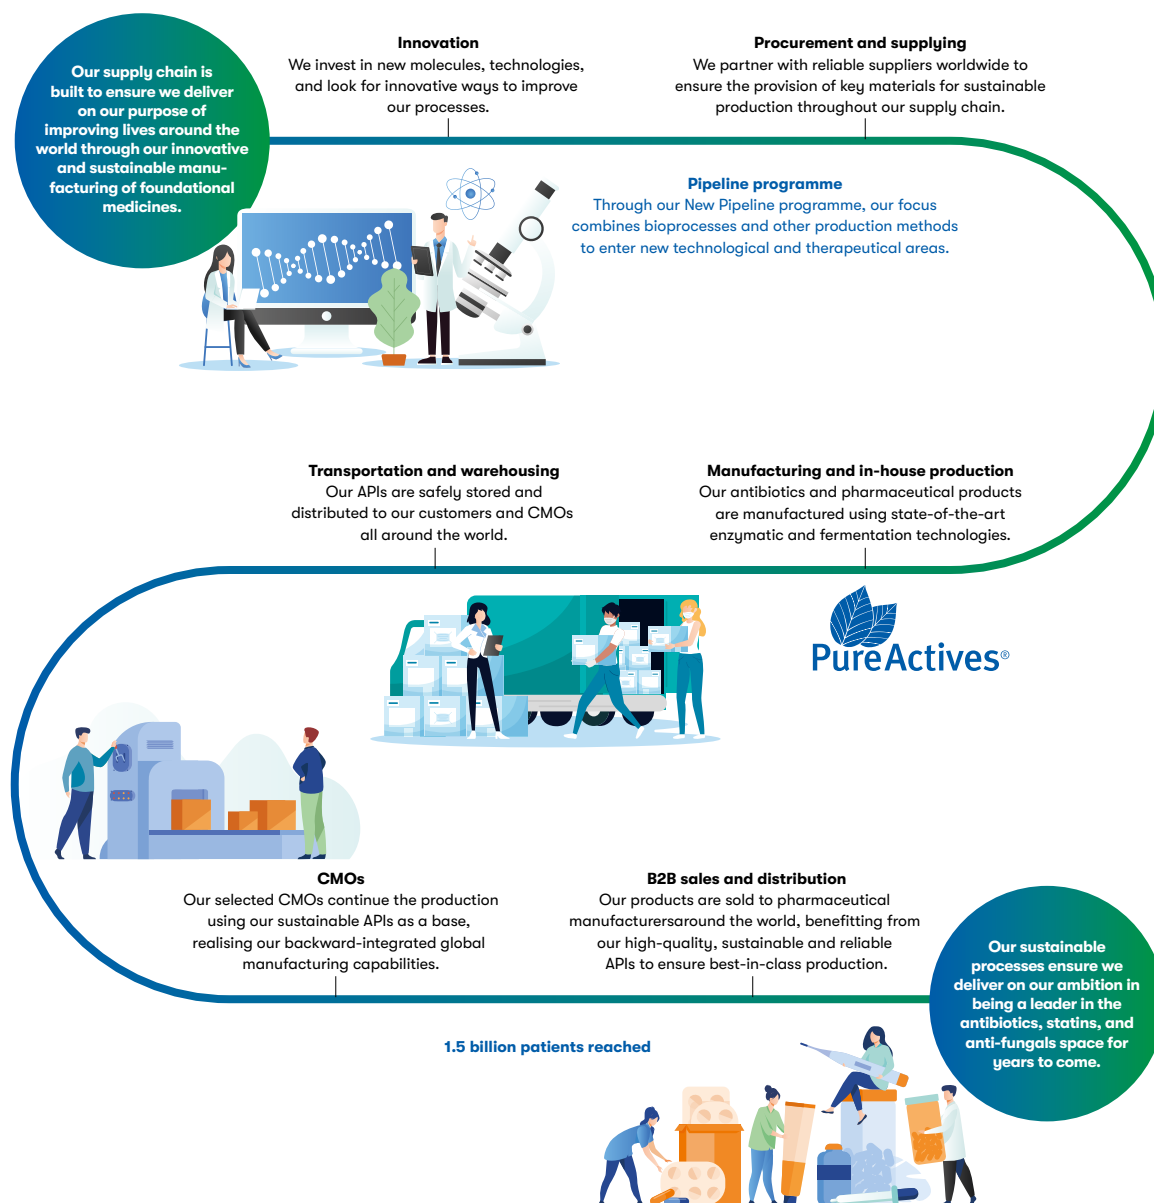 Our supply chain is
built to ensure we deliver
on our purpose of
improving lives around the
world through our innovative
and sustainable manu-
facturing of foundational
medicines.
Innovation
We invest in new molecules, technologies,
and look for innovative ways to improve
our processes.
Procurement and supplying
We partner with reliable suppliers worldwide to
ensure the provision of key materials for sustainable
production throughout our supply chain.
Pipeline programme
Through our New Pipeline programme, our focus
combines bioprocesses and other production methods
to enter new technological and therapeutical areas.
Manufacturing and in-house production
Our antibiotics and pharmaceutical products
are manufactured using state-of-the-art
enzymatic and fermentation technologies.
PureActives®
Transportation and warehousing
Our APIs are safely stored and
distributed to our customers and CMOs
all around the world.
CMOs
Our selected CMOs continue the production
using our sustainable APIs as a base,
realising our backward-integrated global
manufacturing capabilities.
B2B sales and distribution
Our products are sold to pharmaceutical
manufacturersaround the world, benefitting from
our high-quality, sustainable and reliable
APIs to ensure best-in-class production.
Our sustainable
processes ensure we
deliver on our ambition in
being a leader in the
antibiotics, statins, and
anti-fungals space for
years to come.
1.5 billion patients reached